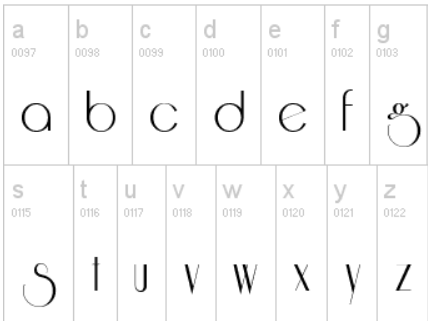 a b c d e f g
0097 0098 0099 0100 0101 0102 0103
a b c d e f g
s t u v w x y z
0115 0116 0117 0118 0119 0120 0121 0122
s t u v w x y z